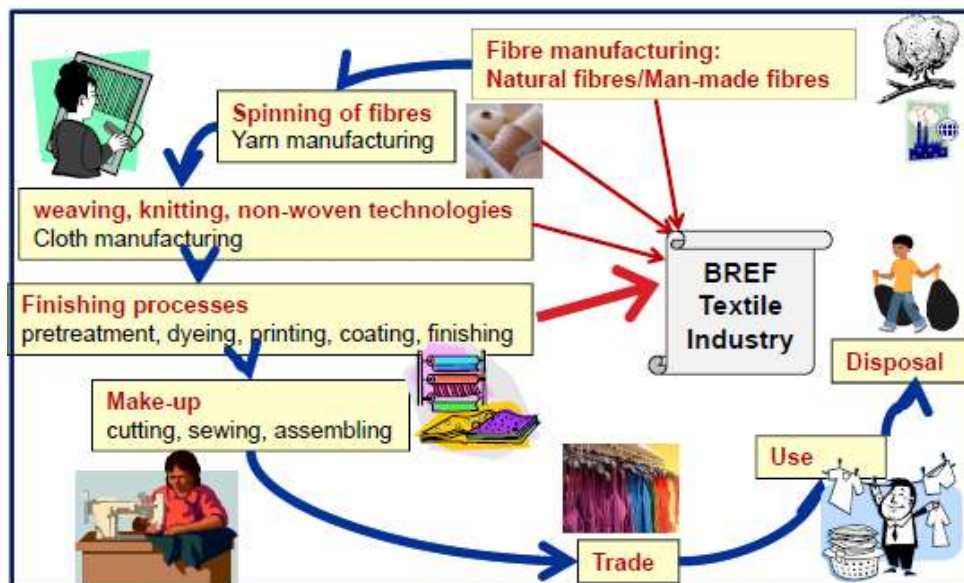 Fibre manufacturing:
Natural fibres/Man-made fibres
Spinning of fibres
Yarn manufacturing
weaving, knitting, non-woven technologies
Cloth manufacturing
BREF
Textile
Industry
Finishing processes
pretreatment, dyeing, printing, coating, finishing
Disposal
Make-up
cutting, sewing, assembling
Use
Trade